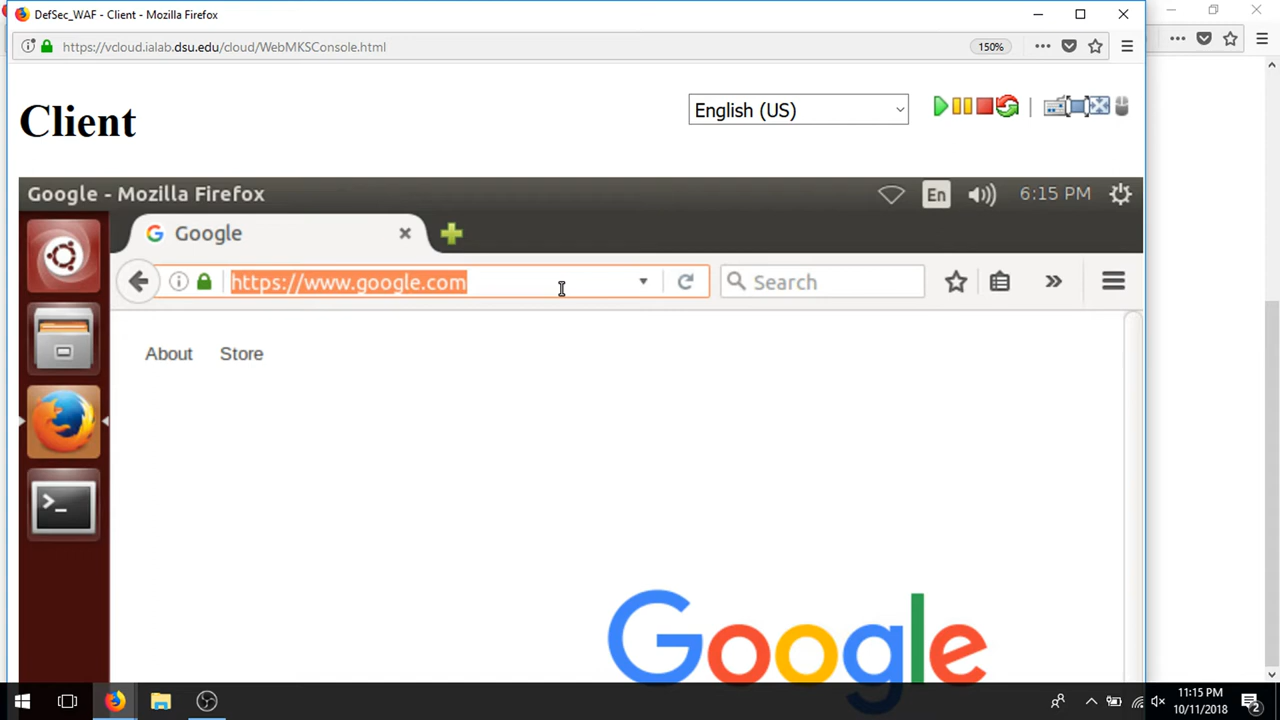 DefSec_WAF - Client - Mozilla Firefox
https://vcloud.ialab.dsu.edu/cloud/WebMKSConsole.html
150%
Client
English (US)
Google - Mozilla Firefox
En
6:15 PM
Google
https://www.google.com
Search
About
Store
Google
11:15 PM
10/11/2018
2